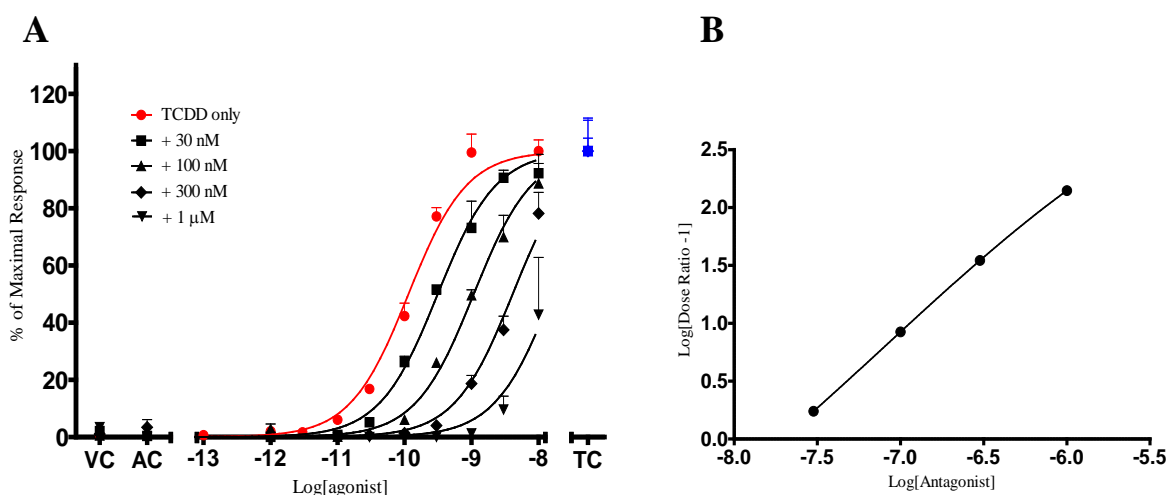 A
% of Maximal Response
120
100
80
60
40
20
0
TCDD only
+ 30 nM
+ 100 nM
+ 300 nM
+ 1 µM
VC AC -13 -12 -11 -10 -9 -8 TC
Log[agonist]
B
Log[Dose Ratio -1]
2.5
2.0
1.5
1.0
0.5
0.0
-8.0 -7.5 -7.0 -6.5 -6.0 -5.5
Log[Antagonist]